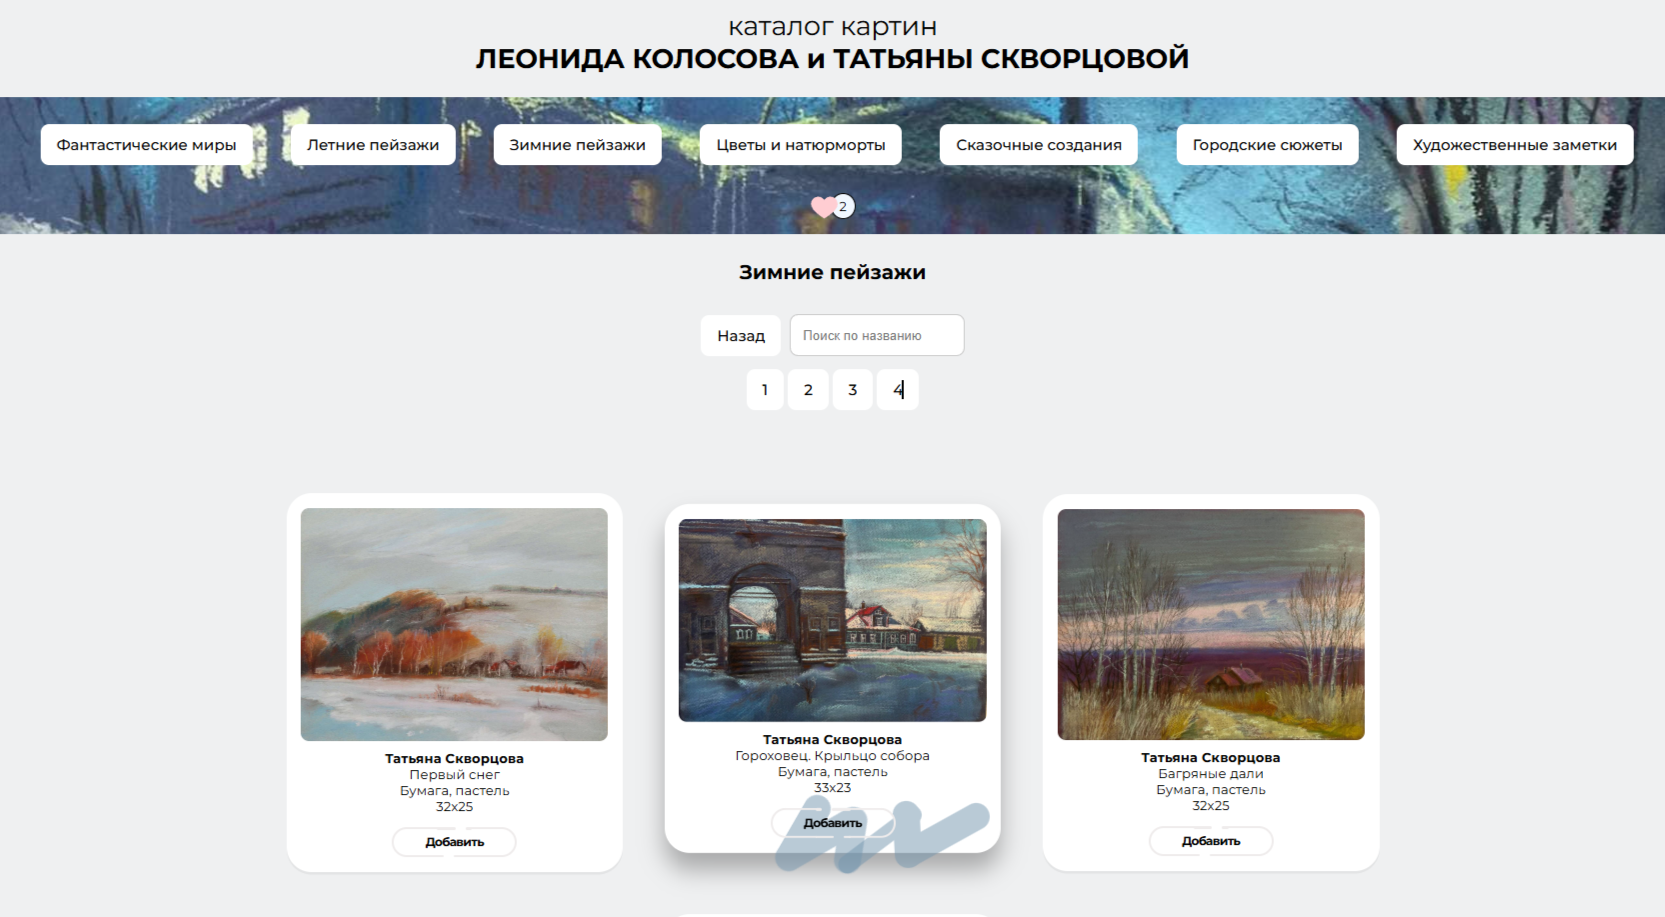 каталог картин
ЛЕОНИДА КОЛОСОВА и ТАТЬЯНЫ СКВОРЦОВОЙ
Фантастические миры
Летние пейзажи
Зимние пейзажи
Цветы и натюрморты
Сказочные создания
Городские сюжеты
Художественные заметки
2
Зимние пейзажи
Назад
Поиск по названию
1 2 3 4
Татьяна Скворцова
Первый снег
Бумага, пастель
32x25
Добавить
Татьяна Скворцова
Гороховец. Крыльцо собора
Бумага, пастель
33x23
Добавить
Татьяна Скворцова
Багряные дали
Бумага, пастель
32x25
Добавить